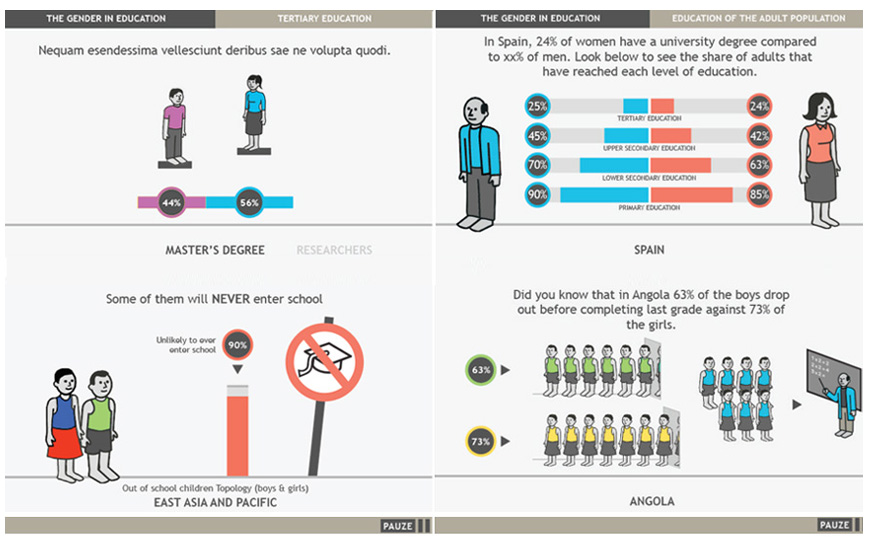 THE GENDER IN EDUCATION
TERTIARY EDUCATION
Nequam esendessima vellesciunt deribus sae ne volupta quodi.
44%
56%
MASTER'S DEGREE
RESEARCHERS
Some of them will NEVER enter school
Unlikely to ever
enter school
90%
Out of school children Topology (boys & girls)
EAST ASIA AND PACIFIC
PAUZE
THE GENDER IN EDUCATION
EDUCATION OF THE ADULT POPULATION
In Spain, 24% of women have a university degree compared
to xx% of men. Look below to see the share of adults that
have reached each level of education.
25%
24%
TERTIARY EDUCATION
45%
42%
UPPER SECONDARY EDUCATION
70%
63%
LOWER SECONDARY EDUCATION
90%
85%
PRIMARY EDUCATION
SPAIN
Did you know that in Angola 63% of the boys drop
out before completing last grade against 73% of
the girls.
63%
73%
ANGOLA
PAUZE